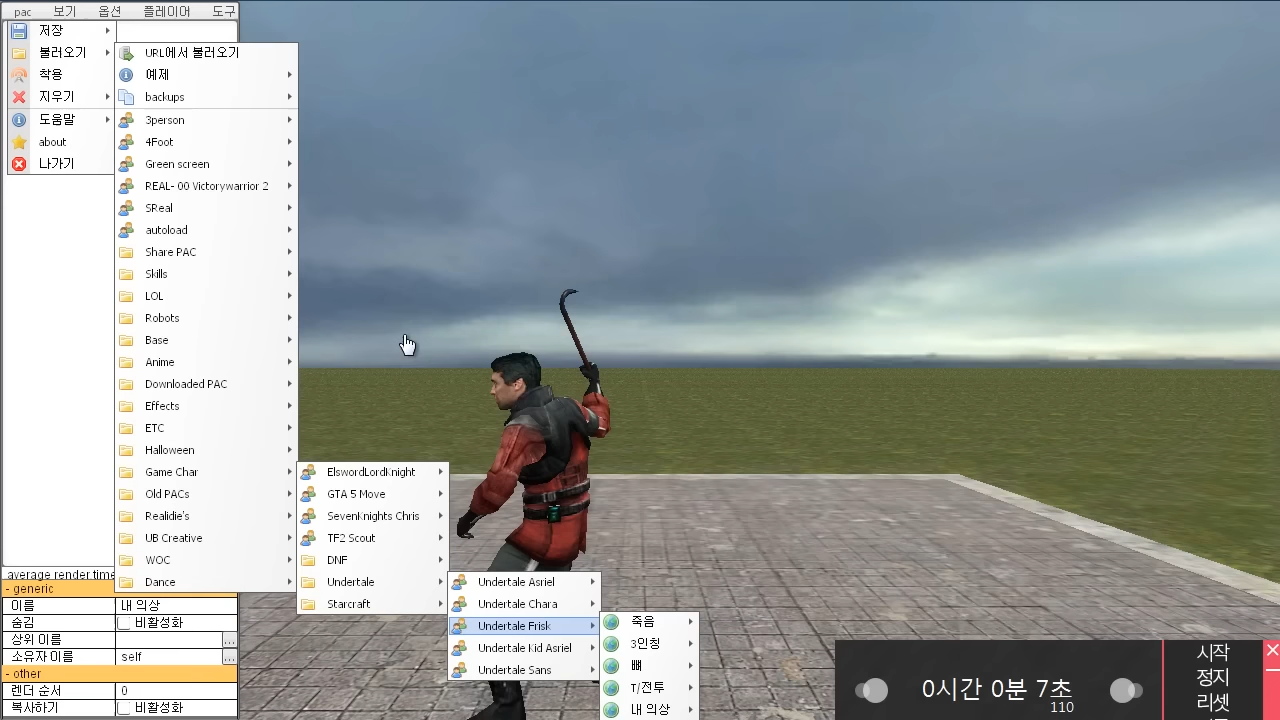 pac 보기 옵션 플레이어 도구
저장
불러오기
착용
지우기
도움말
about
나가기
URL에서 불러오기
예제
backups
3person
4Foot
Green screen
REAL- 00 Victorywarrior 2
SReal
autoload
Share PAC
Skills
LOL
Robots
Base
Anime
Downloaded PAC
Effects
ETC
Halloween
Game Char
Old PACs
Realidie's
UB Creative
WOC
Dance
ElswordLordKnight
GTA 5 Move
SevenKnights Chris
TF2 Scout
DNF
Undertale
Starcraft
Undertale Asriel
Undertale Chara
Undertale Frisk
Undertale Kid Asriel
Undertale Sans
죽음
3인칭
뼈
T/전투
내 의상
average render time
- generic
이름 내 의상
숨김 비활성화
상위 이름 ...
소유자 이름 self ...
- other
렌더 순서 0
복사하기 비활성화
0시간 0분 7초
110
시작
정지
리셋